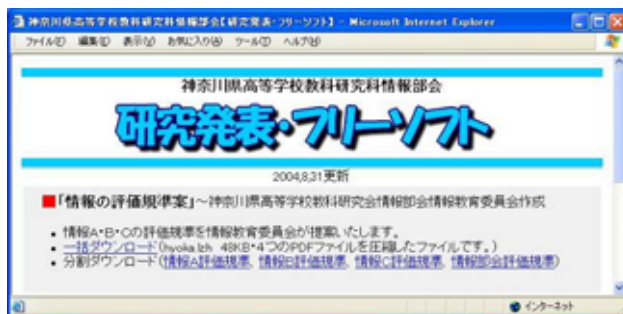 神奈川県高等学校教科研究科情報部会【研究発表・フリーソフト】 - Microsoft Internet Explorer
ファイル(F) 編集(E) 表示(V) お気に入り(A) ツール(T) ヘルプ(H)
神奈川県高等学校教科研究科情報部会
研究発表・フリーソフト
2004,8,31更新
■「情報の評価規準案」~神奈川県高等学校教科研究会情報部会情報教育委員会作成
• 情報A・B・Cの評価規準を情報教育委員会が提案いたします。
• 一括ダウンロード(hyoka.lzh 48KB・4つのPDFファイルを圧縮したファイルです。)
• 分割ダウンロード(情報A評価規準, 情報B評価規準, 情報C評価規準, 情報部会評価規準)
インターネット